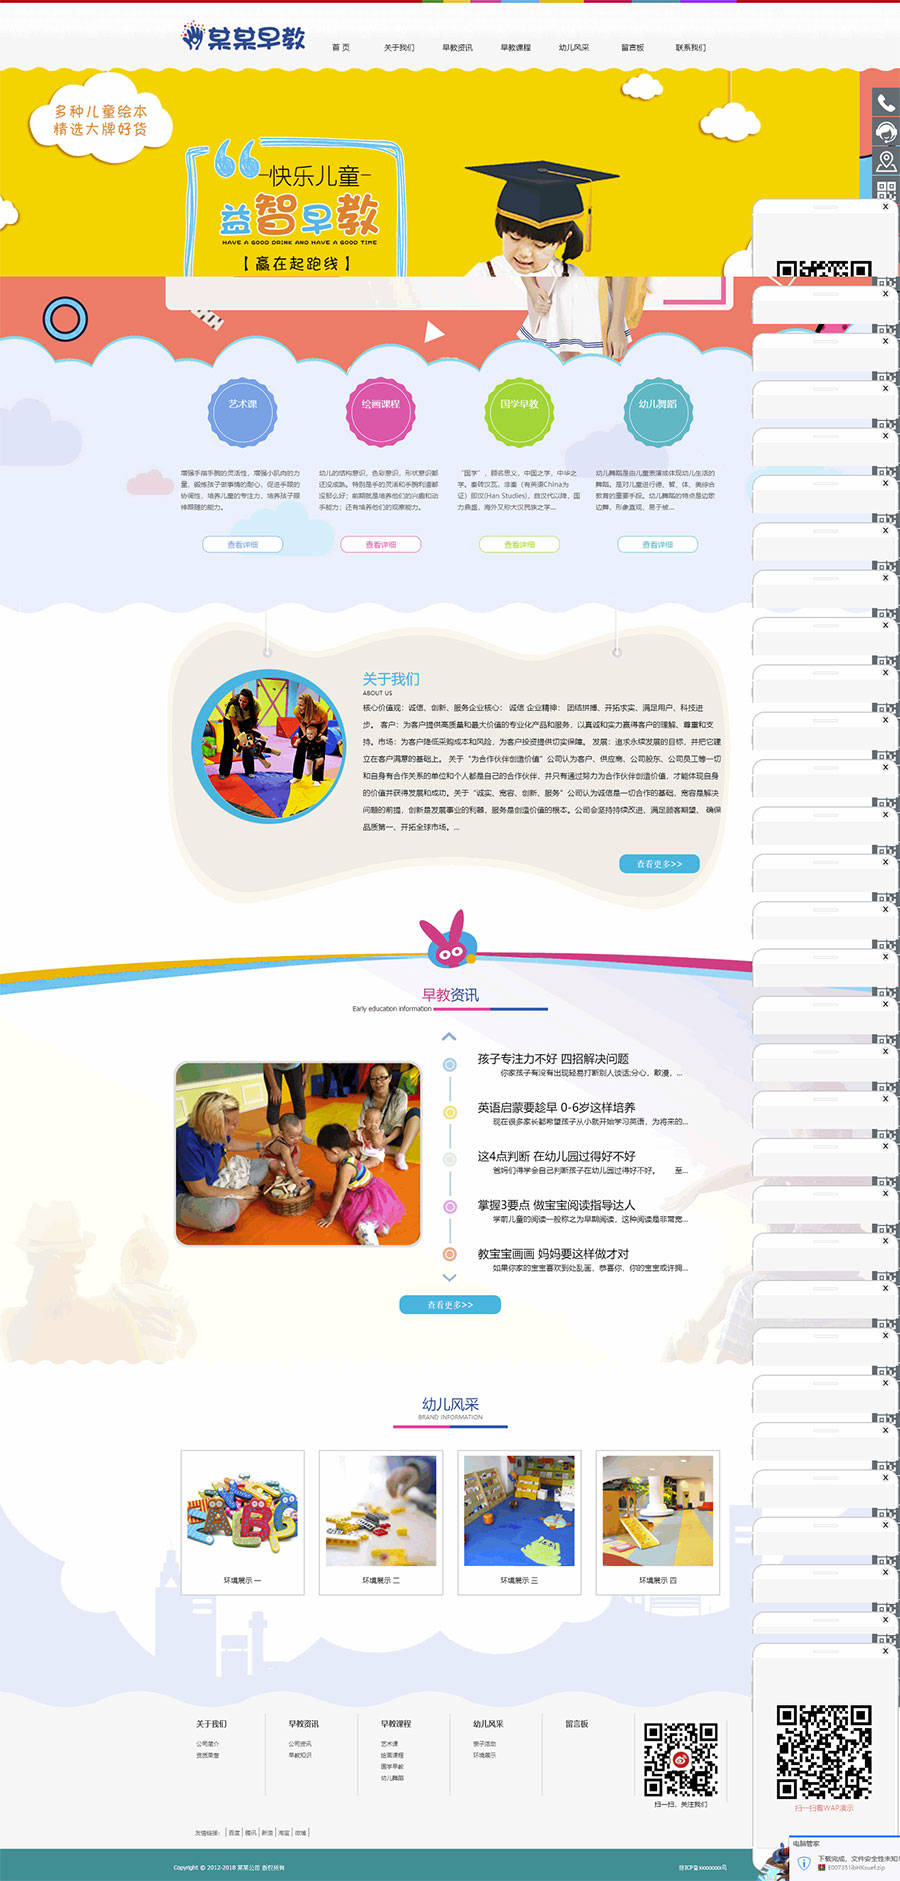 某某早教
首 页
关于我们
早教资讯
早教课程
幼儿风采
留言板
联系我们
多种儿童绘本
精选大牌好货
快乐儿童
益智早教
HAVE A GOOD DRINK AND HAVE A GOOD TIME
【 赢在起跑线 】
艺术课
绘画课程
国学早教
幼儿舞蹈
增强手指手腕的灵活性，增强小肌肉的力
量，锻炼孩子做事情的耐心、促进手眼的
协调性，培养儿童的专注力，培养孩子眼
棒跟随的能力。
幼儿的结构意识，色彩意识，形状意识都
还没成熟。特别是手的灵活和手腕利道都
没那么好；前期就是培养他们的兴趣和动
手能力；还有培养他们的观察能力。
“国学”，顾名思义，中国之学，中华之
学。秦砖汉瓦，非秦（有英语China为
证）即汉(Han Studies)，自汉代以降，国
力鼎盛，海外又称大汉民族之学...
幼儿舞蹈是由儿童表演或体现幼儿生活的
舞蹈。是对儿童进行德、智、体、美综合
教育的重要手段。幼儿舞蹈的特点是边歌
边舞，形象直观，易于被...
查看详细
查看详细
查看详细
查看详细
关于我们
ABOUT US
核心价值观：诚信、创新、服务企业核心： 诚信 企业精神： 团结拼搏、开拓求实、满足用户、科技进
步。 客户：为客户提供高质量和最大价值的专业化产品和服务，以真诚和实力赢得客户的理解、尊重和支
持。市场：为客户降低采购成本和风险，为客户投资提供切实保障。 发展：追求永续发展的目标，并把它建
立在客户满意的基础上。 关于“为合作伙伴创造价值”公司认为客户、供应商、公司股东、公司员工等一切
和自身有合作关系的单位和个人都是自己的合作伙伴，并只有通过努力为合作伙伴创造价值，才能体现自身
的价值并获得发展和成功。关于“诚实、宽容、创新、服务”公司认为诚信是一切合作的基础，宽容是解决
问题的前提，创新是发展事业的利器，服务是创造价值的根本。公司会坚持持续改进、满足顾客期望、 确保
品质第一、开拓全球市场。...
查看更多>>
早教资讯
Early education information
孩子专注力不好 四招解决问题
你家孩子有没有出现轻易打断别人谈话;分心，散漫，...
英语启蒙要趁早 0-6岁这样培养
现在很多家长都希望孩子从小就开始学习英语，为将来的...
这4点判断 在幼儿园过得好不好
爸妈们得学会自己判断孩子在幼儿园过得好不好。 至...
掌握3要点 做宝宝阅读指导达人
学前儿童的阅读一般称之为早期阅读，这种阅读是非常宽...
教宝宝画画 妈妈要这样做才对
如果你家的宝宝喜欢到处乱画，恭喜你，你的宝宝或许拥...
查看更多>>
幼儿风采
BRAND INFORMATION
环境展示 一
环境展示 二
环境展示 三
环境展示 四
关于我们
公司简介
资质荣誉
早教资讯
公司资讯
早教知识
早教课程
艺术课
绘画课程
国学早教
幼儿舞蹈
幼儿风采
亲子活动
环境展示
留言板
扫一扫，关注我们
扫一扫看WAP演示
友情链接： 百度 腾讯 新浪 淘宝 微博
Copyright © 2012-2018 某某公司 版权所有
琼ICP备xxxxxxxx号
电脑管家
下载完成，文件安全性未知!